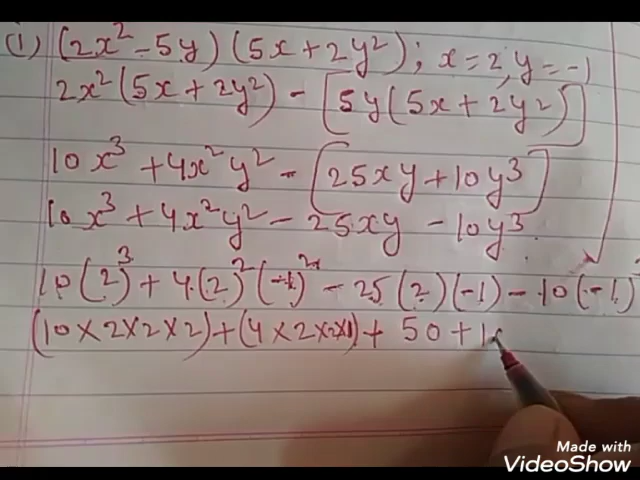 (1) (2x² - 5y) (5x + 2y²) ; x = 2, y = -1
2x² (5x + 2y²) - [5y (5x + 2y²)]
10x³ + 4x²y² - [25xy + 10y³]
10x³ + 4x²y² - 25xy - 10y³
10(2)³ + 4(2)²(-1)² - 25(2)(-1) - 10(-1)
(10 × 2 × 2 × 2) + (4 × 2 × 2 × 1) + 50 + 1
Made with
VideoShow